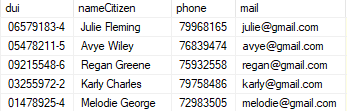 dui nameCitizen phone mail
06579183-4 Julie Fleming 79968165 julie@gmail.com
05478211-5 Avye Wiley 76839474 avye@gmail.com
09215548-6 Regan Greene 75932558 regan@gmail.com
03255972-2 Karly Charles 79758486 karly@gmail.com
01478925-4 Melodie George 72983505 melodie@gmail.com